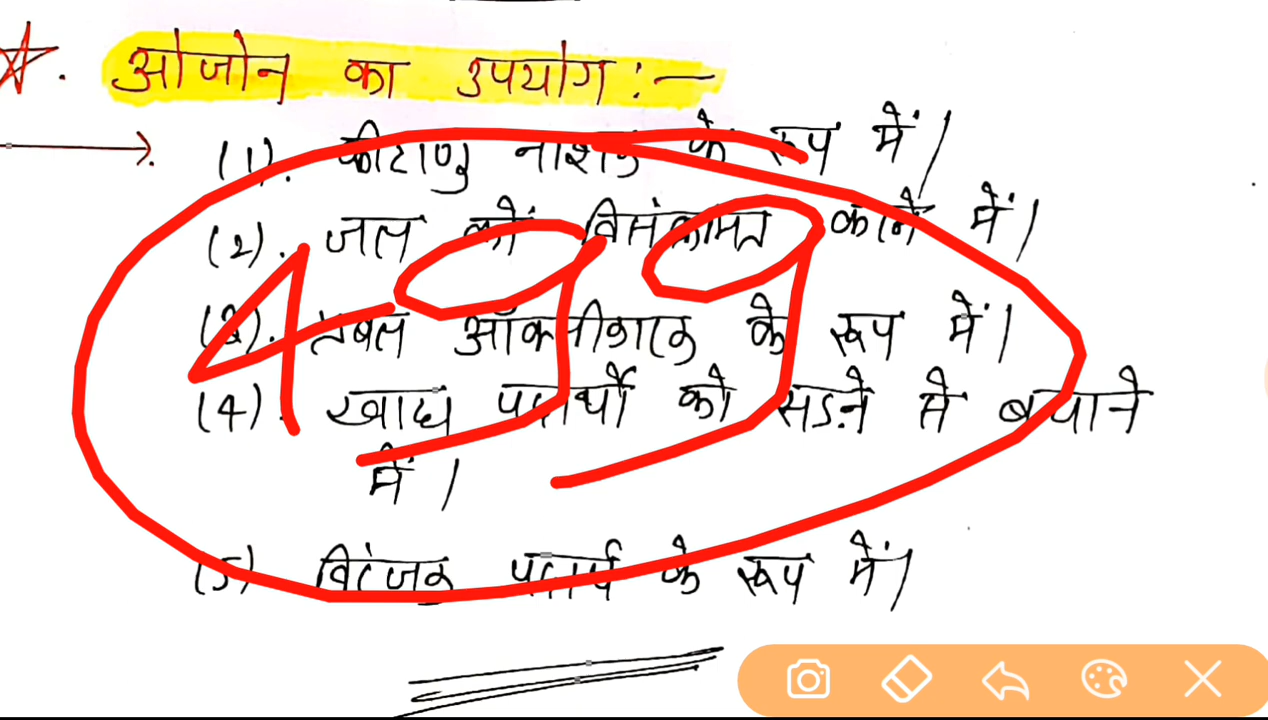 ओजोन का उपयोग :—
(1). कीटाणु नाशक के रूप में।
(2). जल को विसंक्रमित करने में।
(3). प्रबल ऑक्सीकारक के रूप में।
(4). खाद्य पदार्थों को सड़ने से बचाने
में।
(5) विरंजक पदार्थ के रूप में।
499